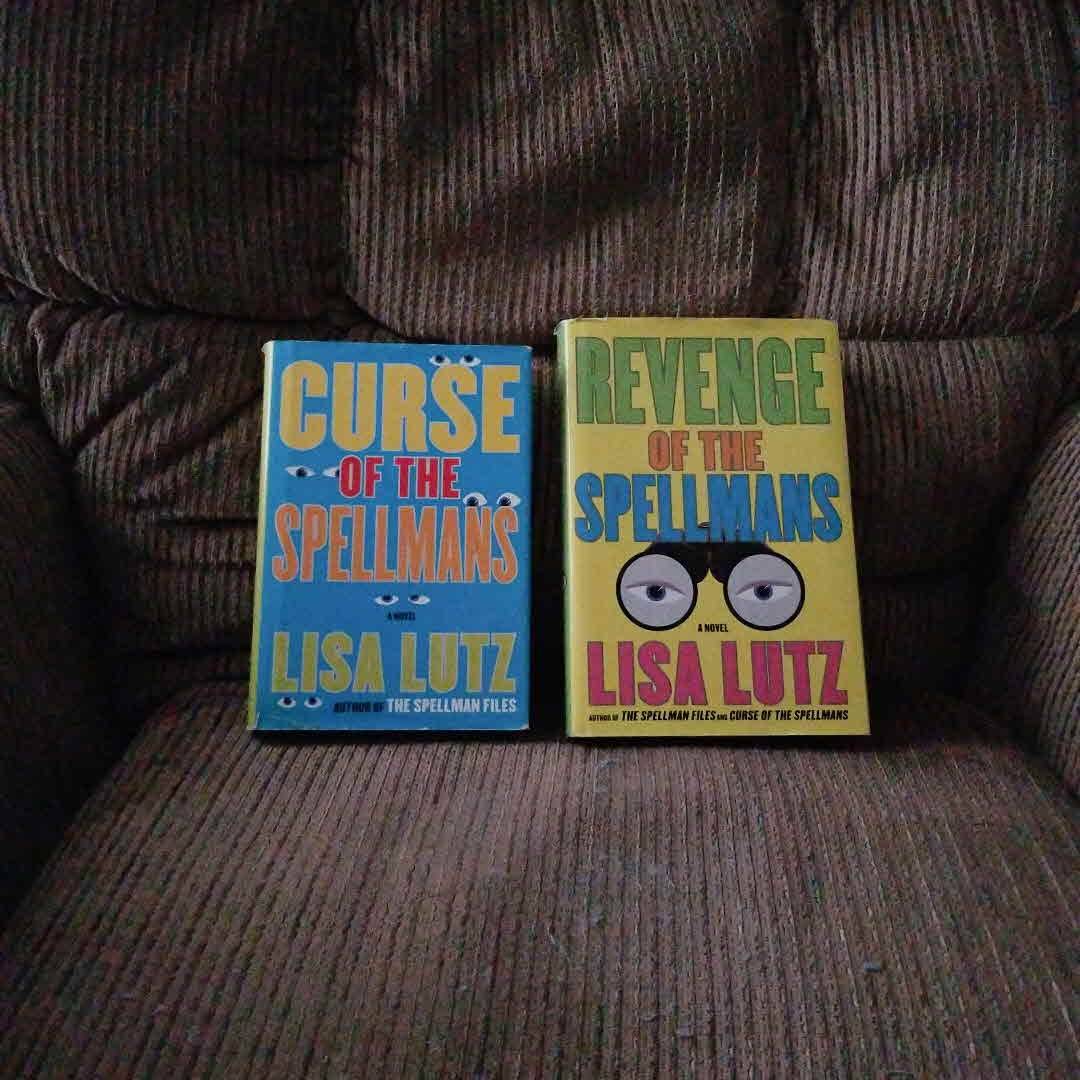 CURSE
OF THE
SPELLMANS
A NOVEL
LISA LUTZ
AUTHOR OF THE SPELLMAN FILES
REVENGE
OF THE
SPELLMANS
A NOVEL
LISA LUTZ
AUTHOR OF THE SPELLMAN FILES AND CURSE OF THE SPELLMANS